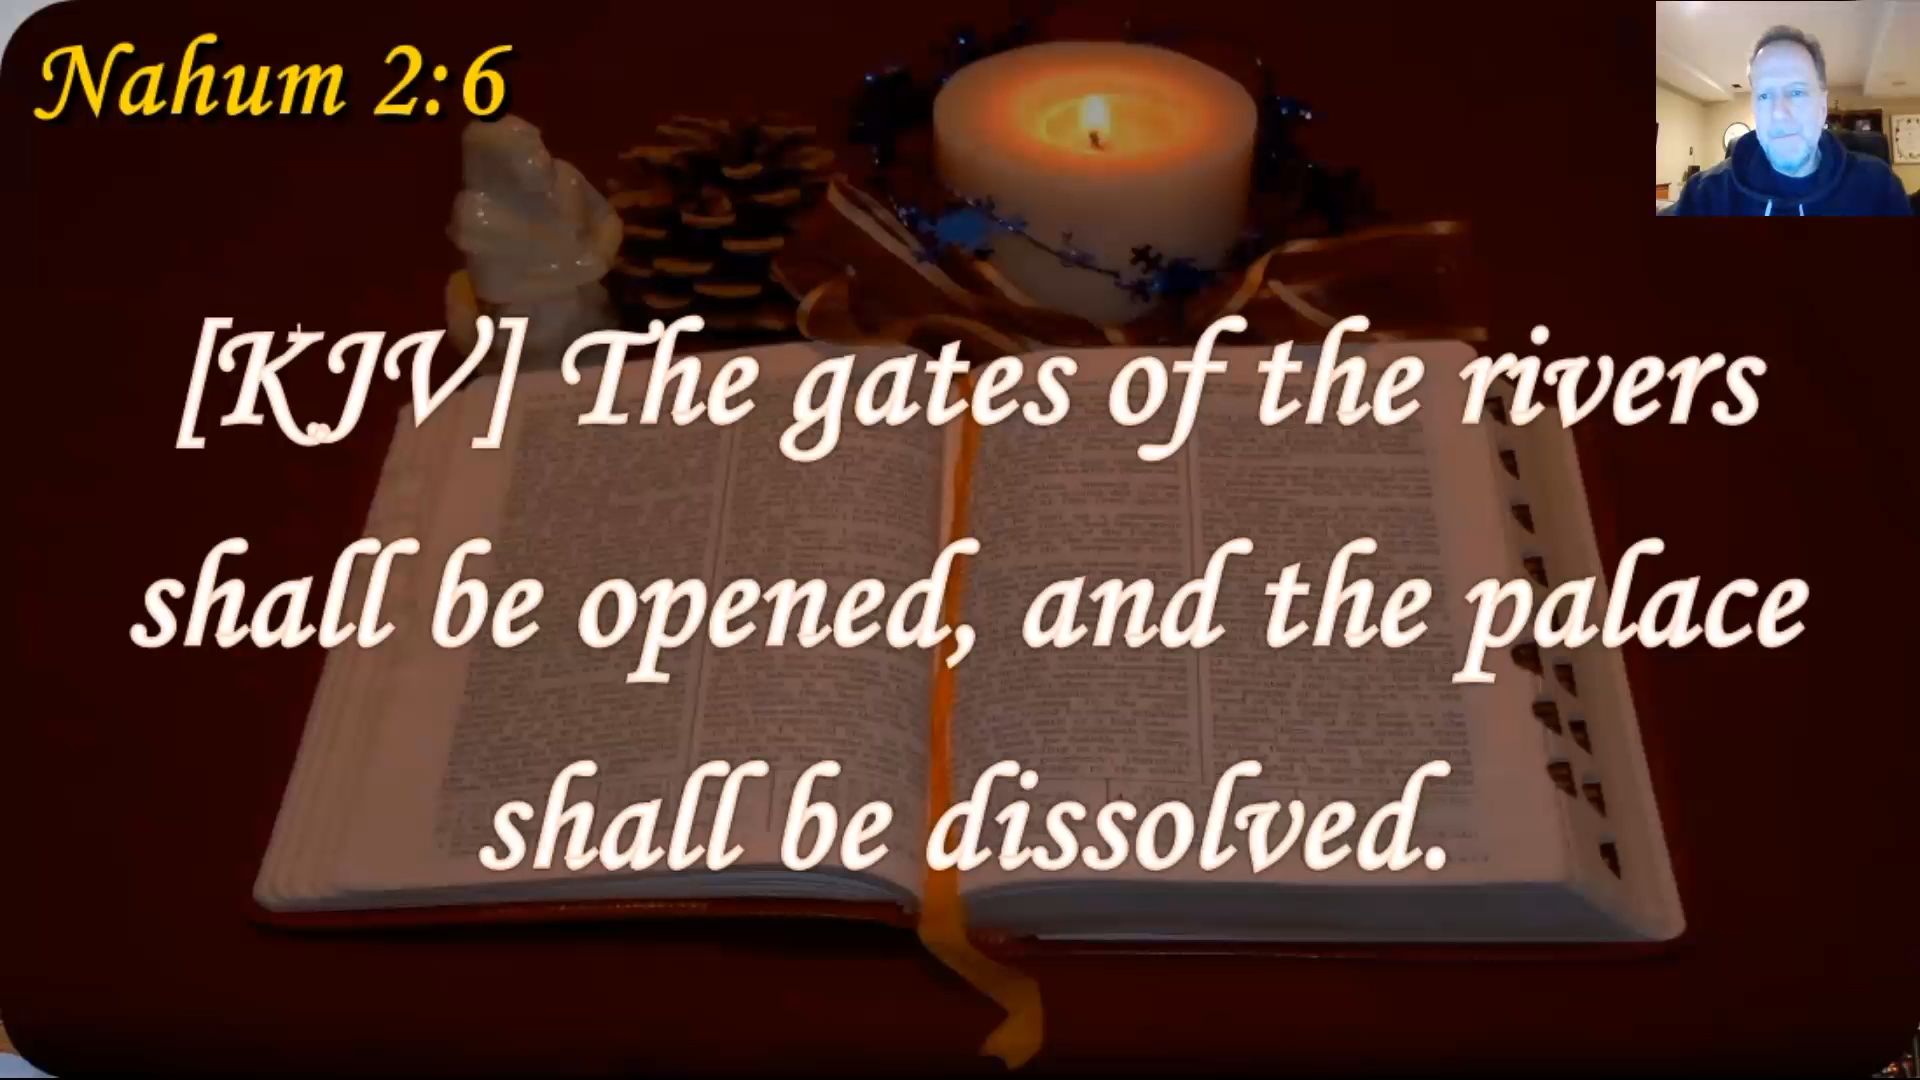 Nahum 2:6
[KJV] The gates of the rivers
shall be opened, and the palace
shall be dissolved.